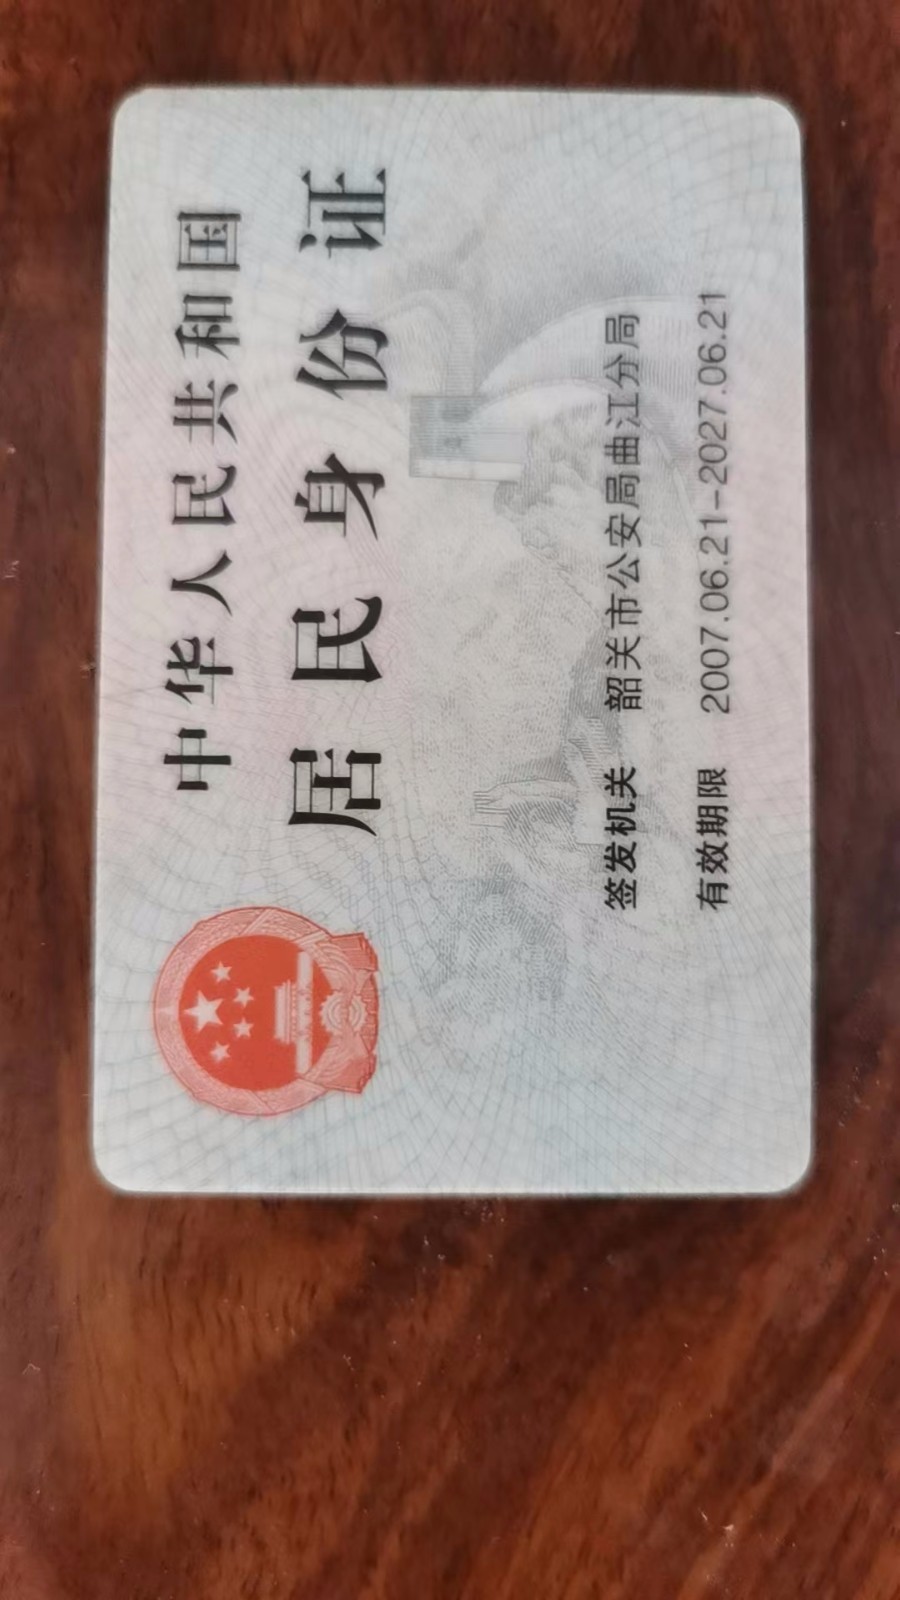 中华人民共和国
居民身份证
签发机关 韶关市公安局曲江分局
有效期限 2007.06.21-2027.06.21